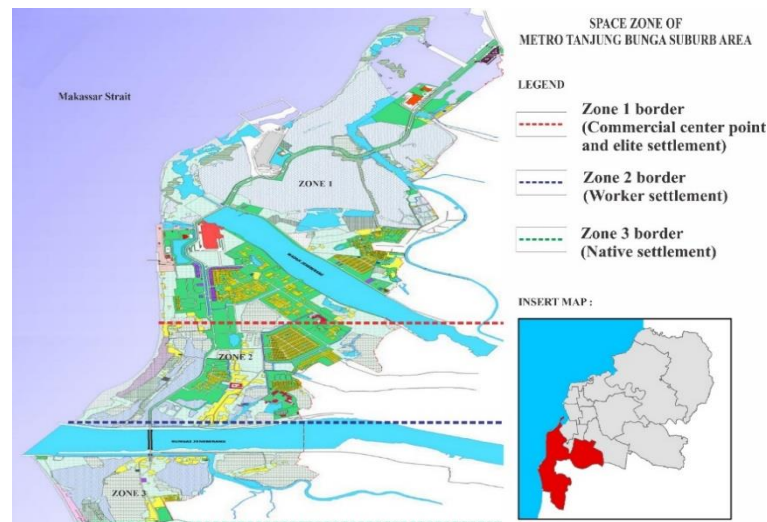 SPACE ZONE OF
METRO TANJUNG BUNGA SUBURB AREA
Makassar Strait
LEGEND
Zone 1 border
(Commercial center point
and elite settlement)
Zone 2 border
(Worker settlement)
Zone 3 border
(Native settlement)
INSERT MAP :
ZONE 1
ZONE 2
ZONE 3